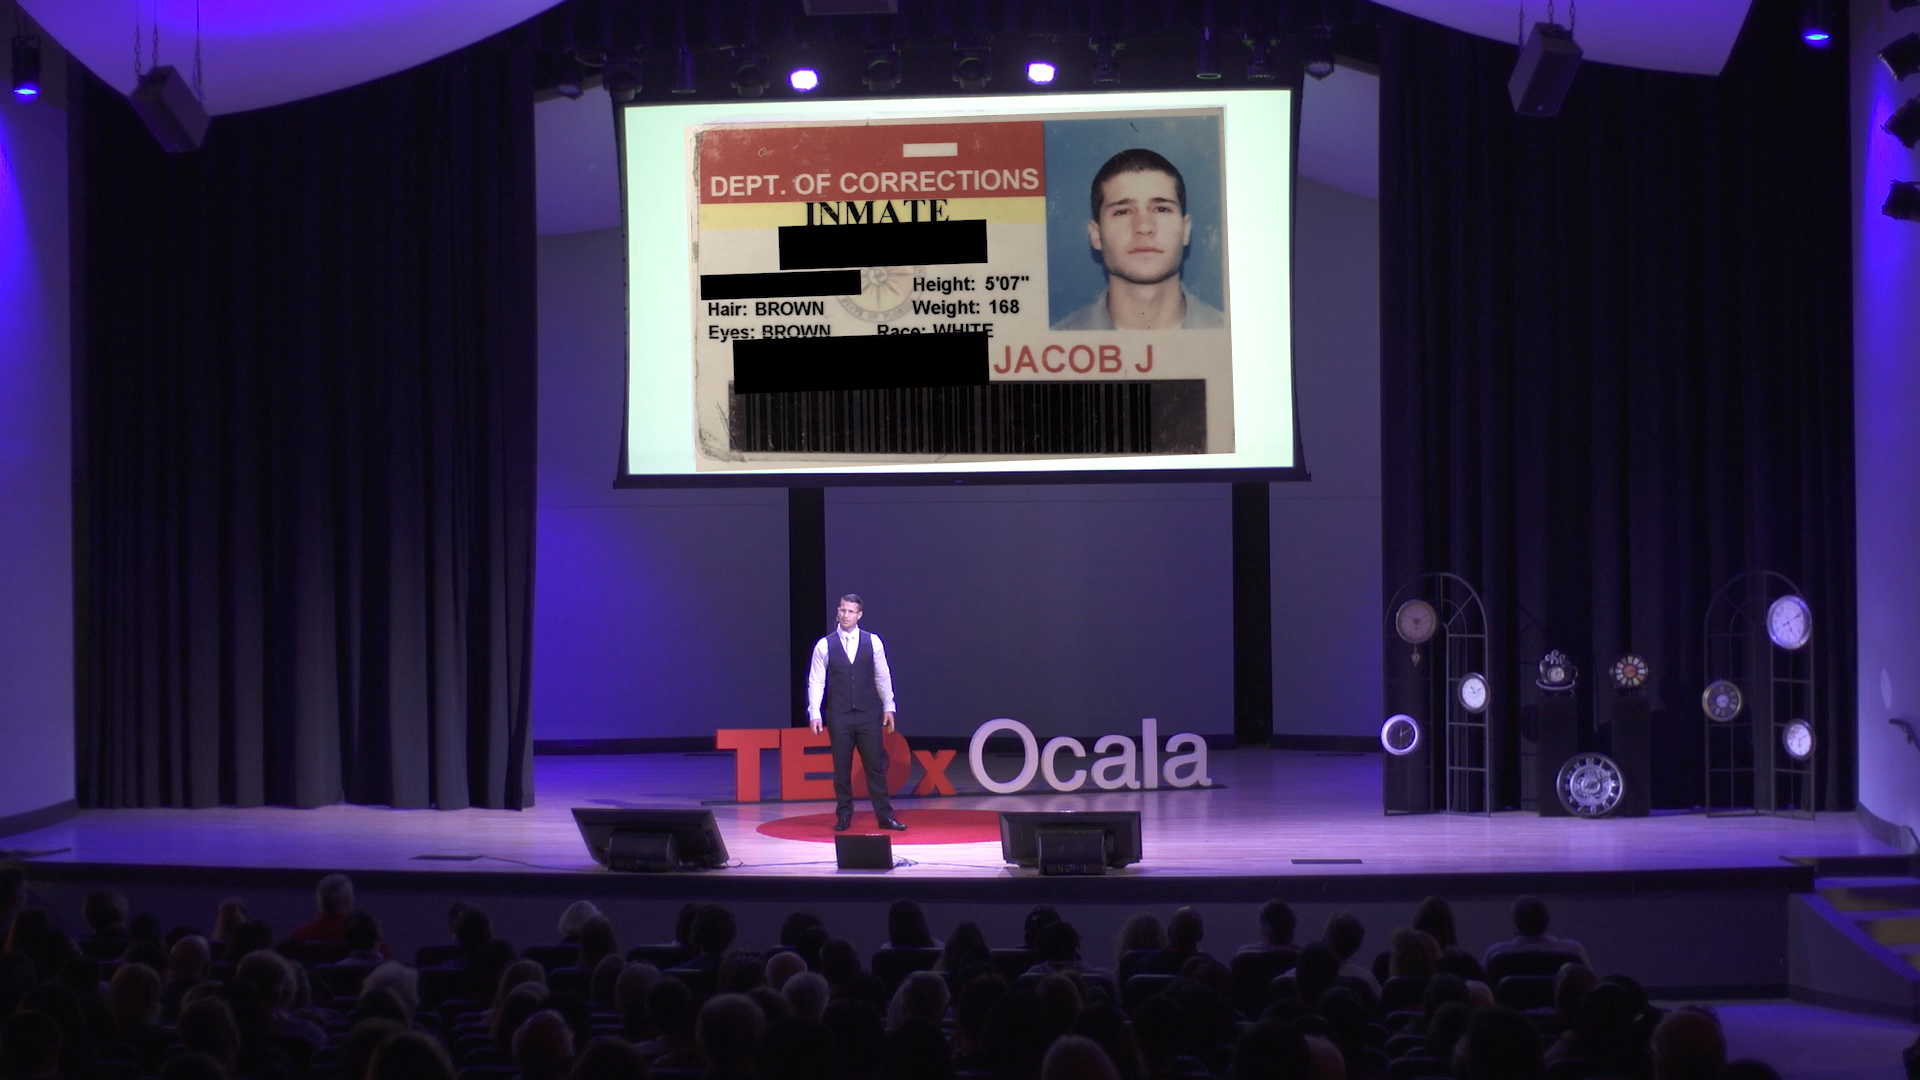 DEPT. OF CORRECTIONS
INMATE
Height: 5'07"
Hair: BROWN Weight: 168
Eyes: BROWN Race: WHITE
JACOB J
TEDx Ocala